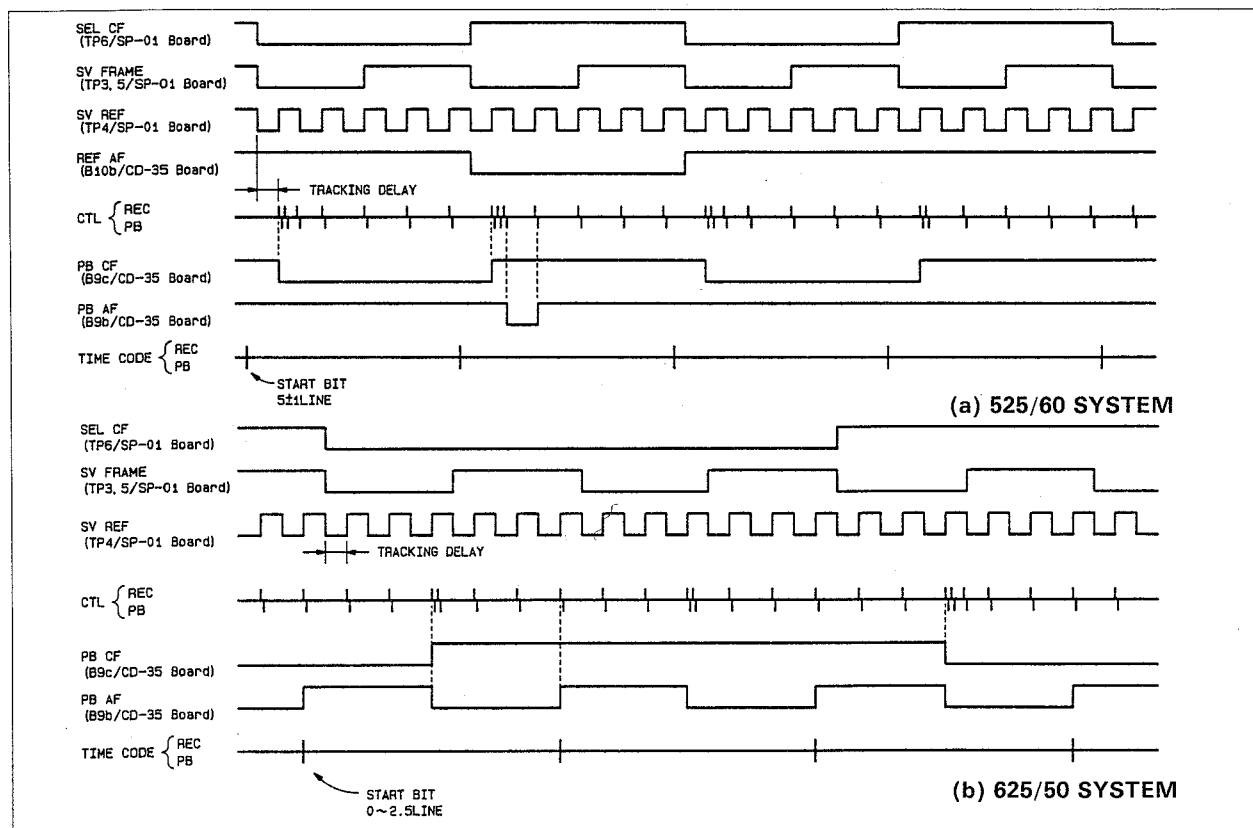 SEL CF
(TP6/SP-01 Board)
SV FRAME
(TP3, 5/SP-01 Board)
SV REF
(TP4/SP-01 Board)
REF AF
(B10b/CD-35 Board)
TRACKING DELAY
CTL { REC
PB
PB CF
(B9c/CD-35 Board)
PB AF
(B9b/CD-35 Board)
TIME CODE { REC
PB
START BIT
5±1LINE
(a) 525/60 SYSTEM
SEL CF
(TP6/SP-01 Board)
SV FRAME
(TP3, 5/SP-01 Board)
SV REF
(TP4/SP-01 Board)
TRACKING DELAY
CTL { REC
PB
PB CF
(B9c/CD-35 Board)
PB AF
(B9b/CD-35 Board)
TIME CODE { REC
PB
START BIT
0~2.5LINE
(b) 625/50 SYSTEM